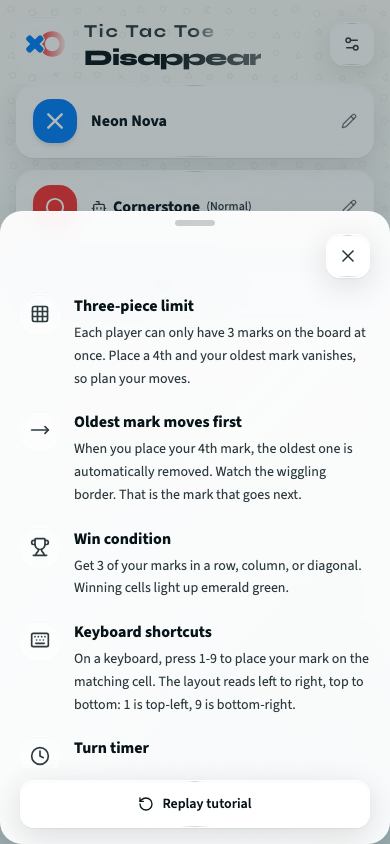 Tic Tac Toe
Disappear
Neon Nova
Cornerstone (Normal)
Three-piece limit
Each player can only have 3 marks on the board at
once. Place a 4th and your oldest mark vanishes,
so plan your moves.
Oldest mark moves first
When you place your 4th mark, the oldest one is
automatically removed. Watch the wiggling
border. That is the mark that goes next.
Win condition
Get 3 of your marks in a row, column, or diagonal.
Winning cells light up emerald green.
Keyboard shortcuts
On a keyboard, press 1-9 to place your mark on the
matching cell. The layout reads left to right, top to
bottom: 1 is top-left, 9 is bottom-right.
Turn timer
Replay tutorial